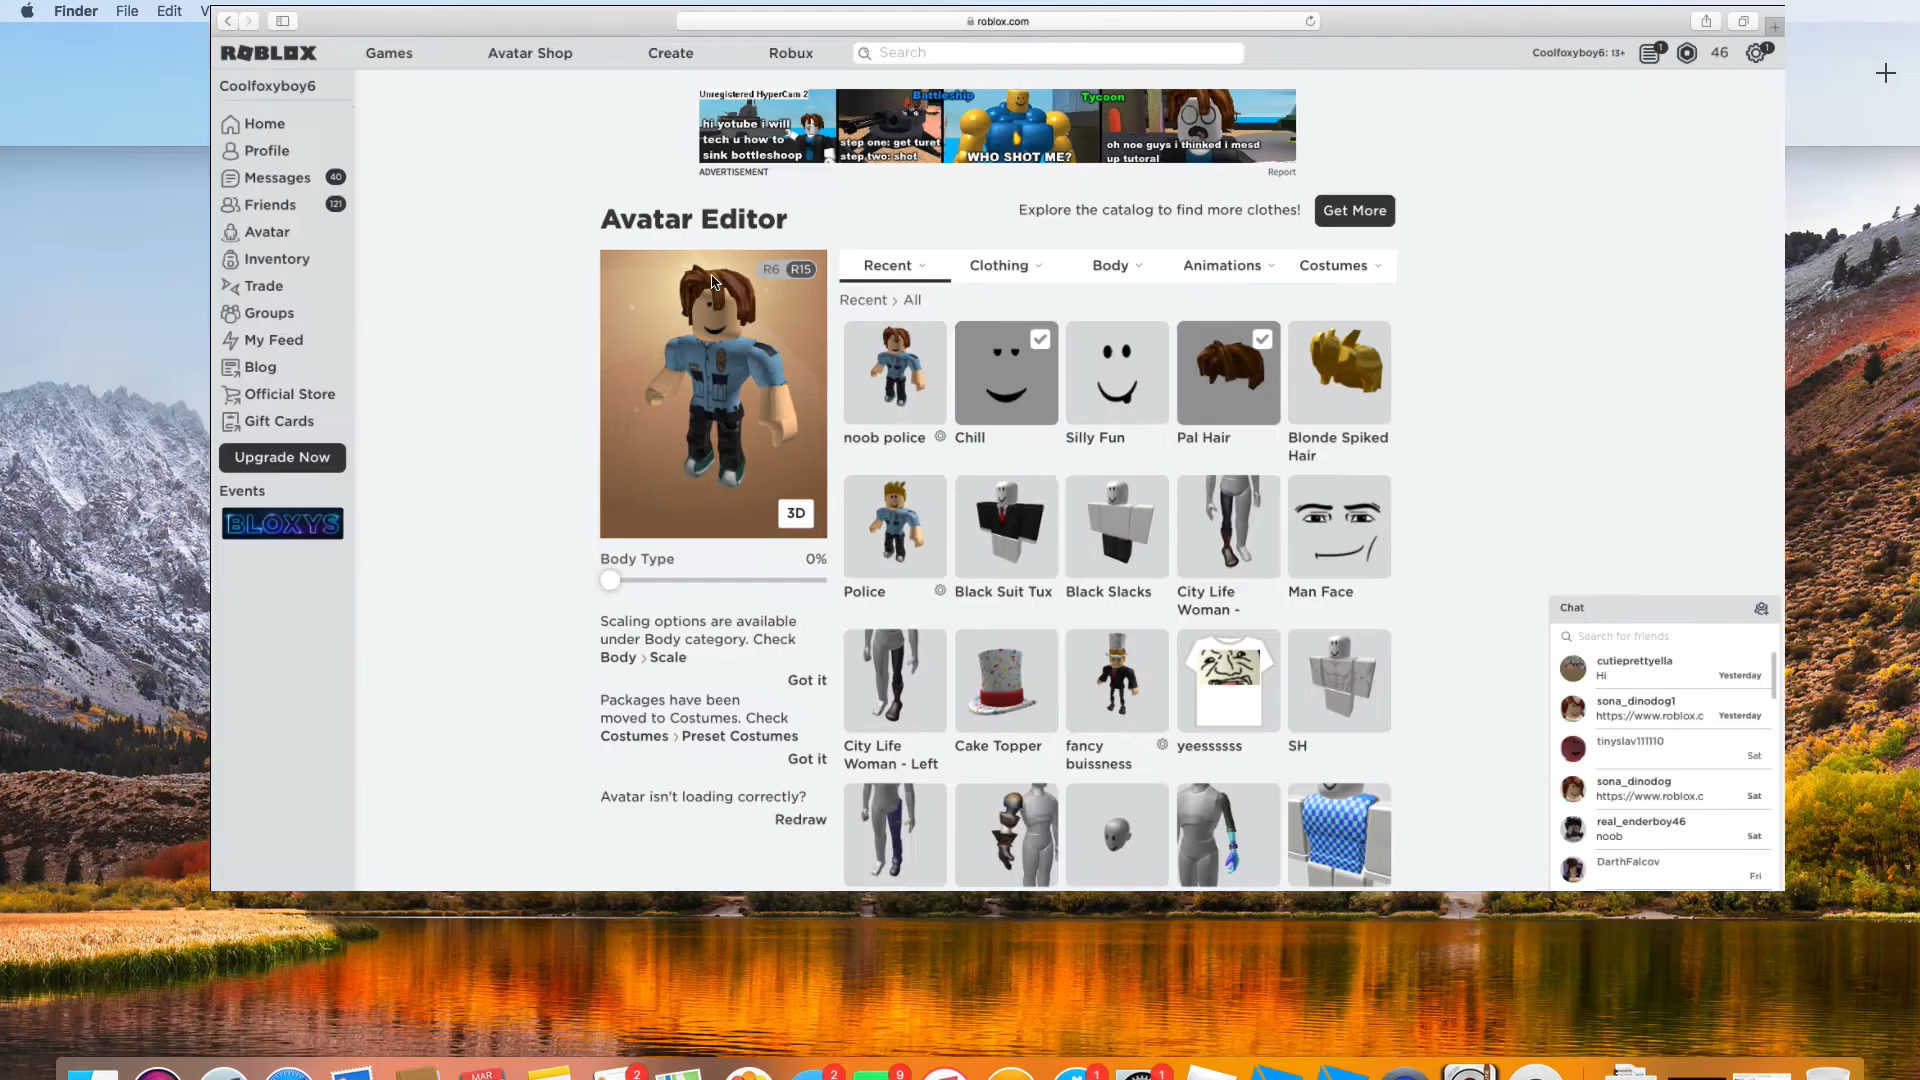 Finder File Edit V
roblox.com
ROBLOX Games Avatar Shop Create Robux Search Coolfoxyboy6: 13+ 1 46 1
Coolfoxyboy6
Home
Profile
Messages 40
Friends 121
Avatar
Inventory
Trade
Groups
My Feed
Blog
Official Store
Gift Cards
Upgrade Now
Events
BLOXYS
Unregistered HyperCam 2
hi yotube i will
tech u how to
sink bottleshoop
step one: get turet
step two: shot
Battleship
WHO SHOT ME?
Tycoon
oh noe guys i thinked i mesd
up tutoral
ADVERTISEMENT Report
Avatar Editor
Explore the catalog to find more clothes! Get More
R6 R15
3D
Body Type 0%
Scaling options are available
under Body category. Check
Body > Scale
Got it
Packages have been
moved to Costumes. Check
Costumes > Preset Costumes
Got it
Avatar isn't loading correctly?
Redraw
Recent Clothing Body Animations Costumes
Recent > All
noob police Chill Silly Fun Pal Hair Blonde Spiked
Hair
Police Black Suit Tux Black Slacks City Life
Woman -
Man Face
City Life
Woman - Left
Cake Topper
fancy
buissness
yeessssss
SH
Chat
Search for friends
cutieprettyella
Hi Yesterday
sona_dinodog1
https://www.roblox.c Yesterday
tinyslav111110
Sat
sona_dinodog
https://www.roblox.c Sat
real_enderboy46
noob Sat
DarthFalcov
Fri
MAR 2 2 9 1 1